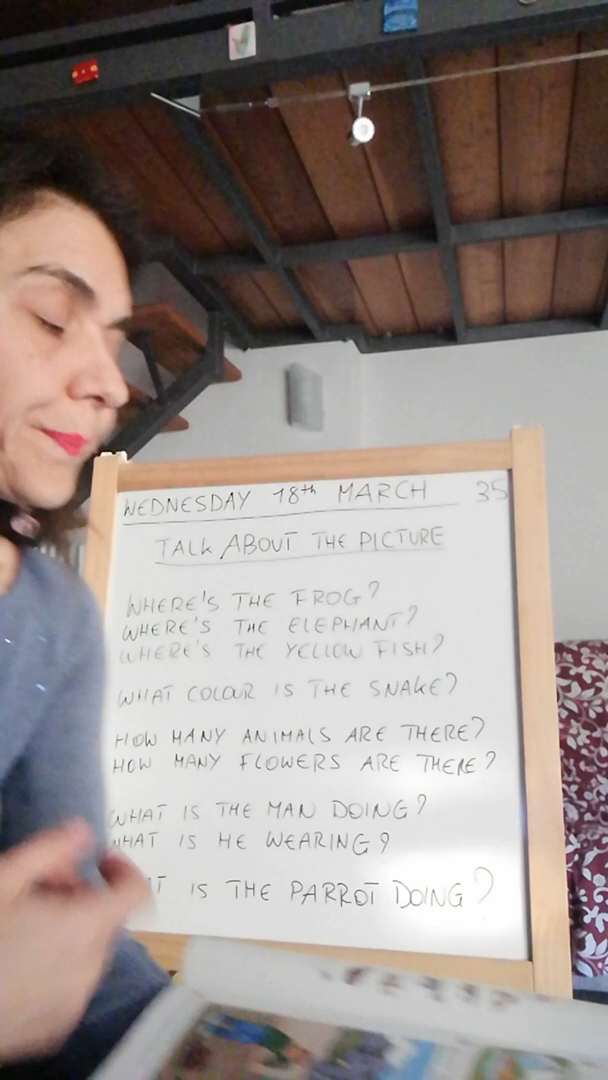 WEDNESDAY 18th MARCH 35
TALK ABOUT THE PICTURE
WHERE'S THE FROG?
WHERE'S THE ELEPHANT?
WHERE'S THE YELLOW FISH?
WHAT COLOUR IS THE SNAKE?
HOW MANY ANIMALS ARE THERE?
HOW MANY FLOWERS ARE THERE?
WHAT IS THE MAN DOING?
WHAT IS HE WEARING?
IS THE PARROT DOING?